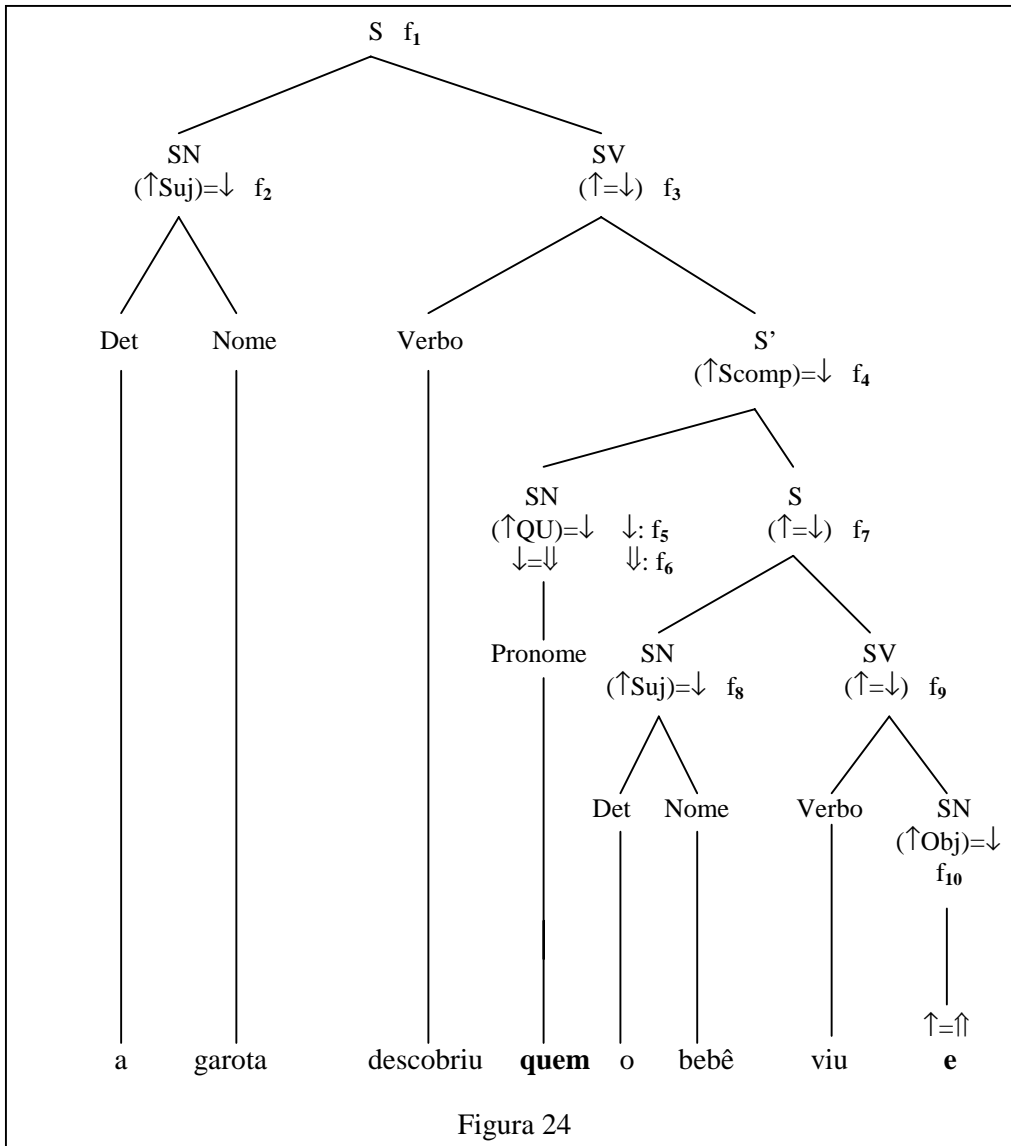 S f₁
SN SV
(↑Suj)=↓ f₂ (↑=↓) f₃
Det Nome Verbo S’
(↑Scomp)=↓ f₄
SN S
(↑QU)=↓ ↓: f₅ (↑=↓) f₇
↓=⇓ ⇓: f₆
Pronome SN SV
(↑Suj)=↓ f₈ (↑=↓) f₉
Det Nome Verbo SN
(↑Obj)=↓
f₁₀
↑=⇑
a garota descobriu quem o bebê viu e
Figura 24